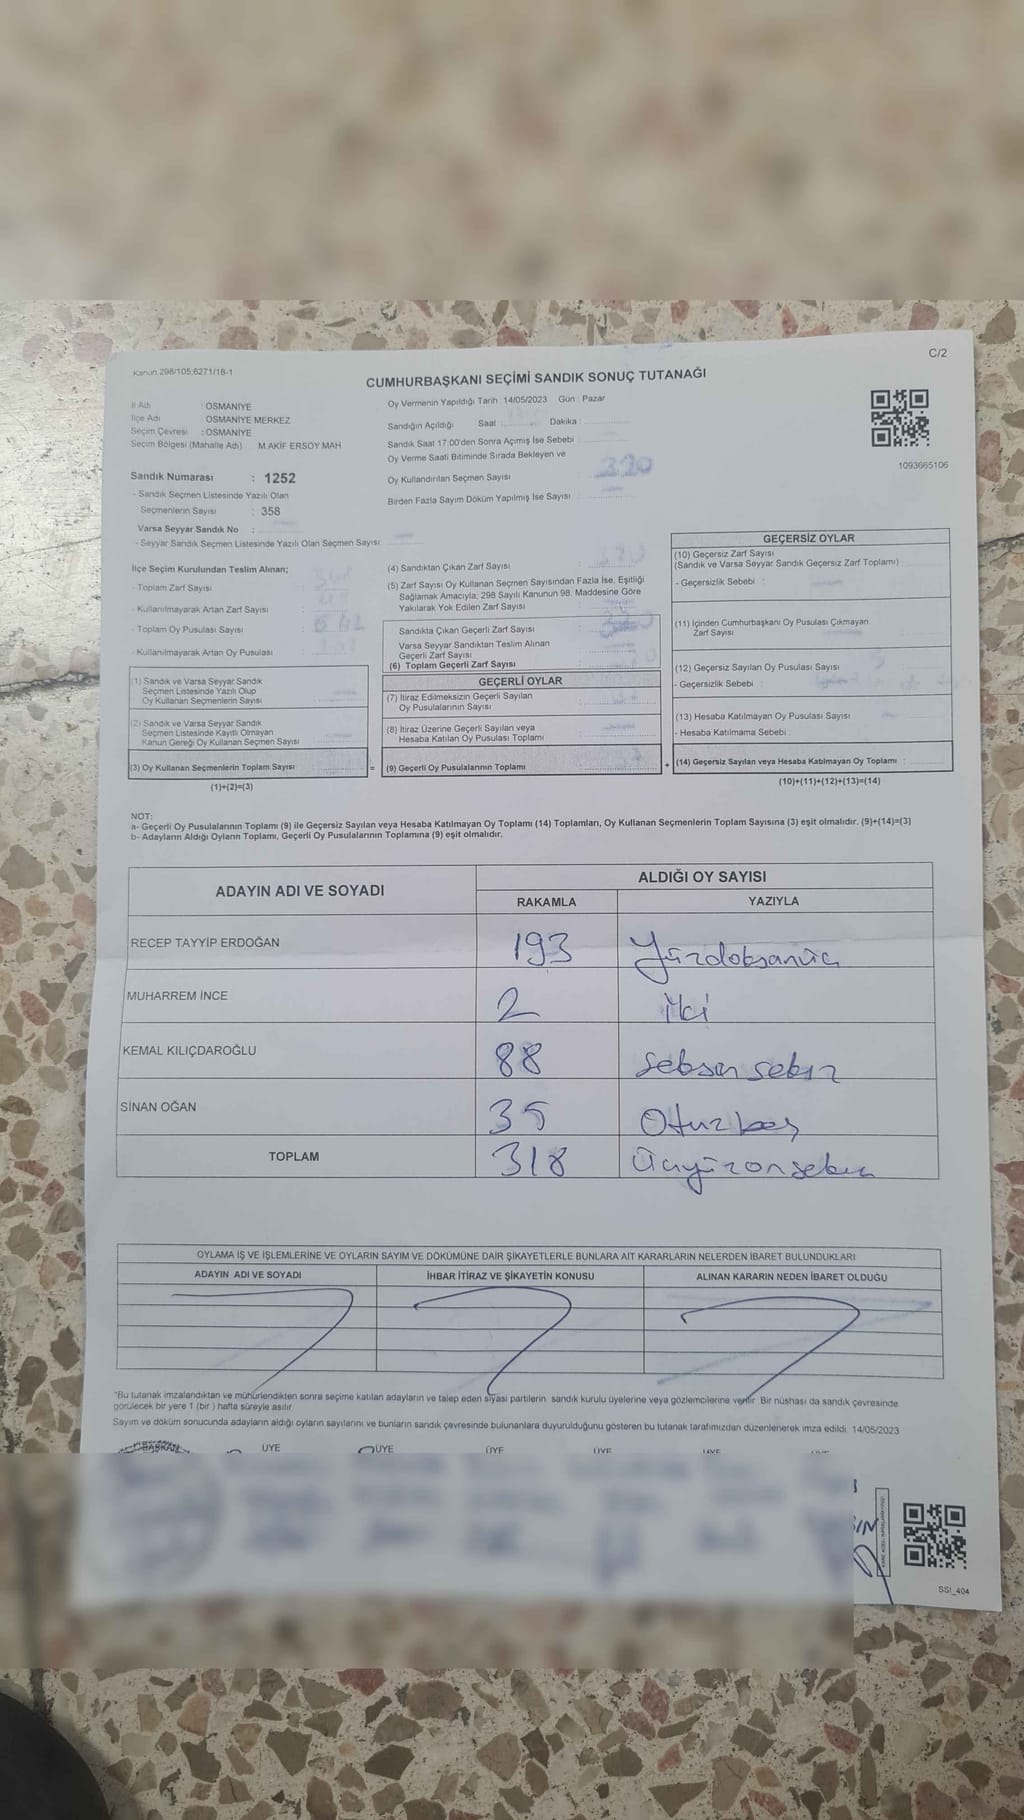 Kanun 298/105;6271/18-1
C/2
CUMHURBAŞKANI SEÇİMİ SANDIK SONUÇ TUTANAĞI
İl Adı : OSMANİYE
İlçe Adı : OSMANİYE MERKEZ
Seçim Çevresi : OSMANİYE
Seçim Bölgesi (Mahalle Adı) M.AKİF ERSOY MAH
Sandık Numarası : 1252
- Sandık Seçmen Listesinde Yazılı Olan
Seçmenlerin Sayısı : 358
Varsa Seyyar Sandık No :
- Seyyar Sandık Seçmen Listesinde Yazılı Olan Seçmen Sayısı:
Oy Vermenin Yapıldığı Tarih : 14/05/2023 Gün : Pazar
Sandığın Açıldığı Saat : Dakika :
Sandık Saat 17:00'den Sonra Açımış İse Sebebi :
Oy Verme Saati Bitiminde Sırada Bekleyen ve
Oy Kullandırılan Seçmen Sayısı : 320
Birden Fazla Sayım Döküm Yapılmış İse Sayısı :
1093665106
İlçe Seçim Kurulundan Teslim Alınan;
- Toplam Zarf Sayısı :
- Kullanılmayarak Artan Zarf Sayısı :
- Toplam Oy Pusulası Sayısı : 642
- Kullanılmayarak Artan Oy Pusulası :
(1) Sandık ve Varsa Seyyar Sandık
Seçmen Listesinde Yazılı Olup
Oy Kullanan Seçmenlerin Sayısı
(2) Sandık ve Varsa Seyyar Sandık
Seçmen Listesinde Kayıtlı Olmayan
Kanun Gereği Oy Kullanan Seçmen Sayısı
(3) Oy Kullanan Seçmenlerin Toplam Sayısı =
(1)+(2)=(3)
(4) Sandıktan Çıkan Zarf Sayısı : 320
(5) Zarf Sayısı Oy Kullanan Seçmen Sayısından Fazla İse, Eşitliği
Sağlamak Amacıyla; 298 Sayılı Kanunun 98. Maddesine Göre
Yakılarak Yok Edilen Zarf Sayısı :
Sandıkta Çıkan Geçerli Zarf Sayısı : 320
Varsa Seyyar Sandıktan Teslim Alınan
Geçerli Zarf Sayısı :
(6) Toplam Geçerli Zarf Sayısı :
GEÇERLİ OYLAR
(7) İtiraz Edilmeksizin Geçerli Sayılan
Oy Pusulalarının Sayısı :
(8) İtiraz Üzerine Geçerli Sayılan veya
Hesaba Katılan Oy Pusulası Toplamı :
(9) Geçerli Oy Pusulalarının Toplamı : +
GEÇERSİZ OYLAR
(10) Geçersiz Zarf Sayısı
(Sandık ve Varsa Seyyar Sandık Geçersiz Zarf Toplamı)
- Geçersizlik Sebebi :
(11) İçinden Cumhurbaşkanı Oy Pusulası Çıkmayan
Zarf Sayısı :
(12) Geçersiz Sayılan Oy Pusulası Sayısı :
- Geçersizlik Sebebi :
(13) Hesaba Katılmayan Oy Pusulası Sayısı :
- Hesaba Katılmama Sebebi :
(14) Geçersiz Sayılan veya Hesaba Katılmayan Oy Toplamı :
(10)+(11)+(12)+(13)=(14)
NOT:
a- Geçerli Oy Pusulalarının Toplamı (9) ile Geçersiz Sayılan veya Hesaba Katılmayan Oy Toplamı (14) Toplamları, Oy Kullanan Seçmenlerin Toplam Sayısına (3) eşit olmalıdır. (9)+(14)=(3)
b- Adayların Aldığı Oyların Toplamı, Geçerli Oy Pusulalarının Toplamına (9) eşit olmalıdır.
ADAYIN ADI VE SOYADI
ALDIĞI OY SAYISI
RAKAMLA YAZIYLA
RECEP TAYYİP ERDOĞAN 193 Yüzdoksanüç
MUHARREM İNCE 2 iki
KEMAL KILIÇDAROĞLU 88 seksen sekiz
SİNAN OĞAN 35 Otuzbeş
TOPLAM 318 Üçyüzonsekiz
OYLAMA İŞ VE İŞLEMLERİNE VE OYLARIN SAYIM VE DÖKÜMÜNE DAİR ŞİKAYETLERLE BUNLARA AİT KARARLARIN NELERDEN İBARET BULUNDUKLARI
ADAYIN ADI VE SOYADI İHBAR İTİRAZ VE ŞİKAYETİN KONUSU ALINAN KARARIN NEDEN İBARET OLDUĞU
*Bu tutanak imzalandıktan ve mühürlendikten sonra seçime katılan adayların ve talep eden siyasi partilerin sandık kurulu üyelerine veya gözlemcilerine verilir. Bir nüshası da sandık çevresinde
görülecek bir yere 1 (bir ) hafta süreyle asılır.
Sayım ve döküm sonucunda adayların aldığı oyların sayılarını ve bunların sandık çevresinde bulunanlara duyurulduğunu gösteren bu tutanak tarafımızdan düzenlenerek imza edildi. 14/05/2023
BAŞKAN ÜYE ÜYE ÜYE ÜYE ÜYE
SSI_404